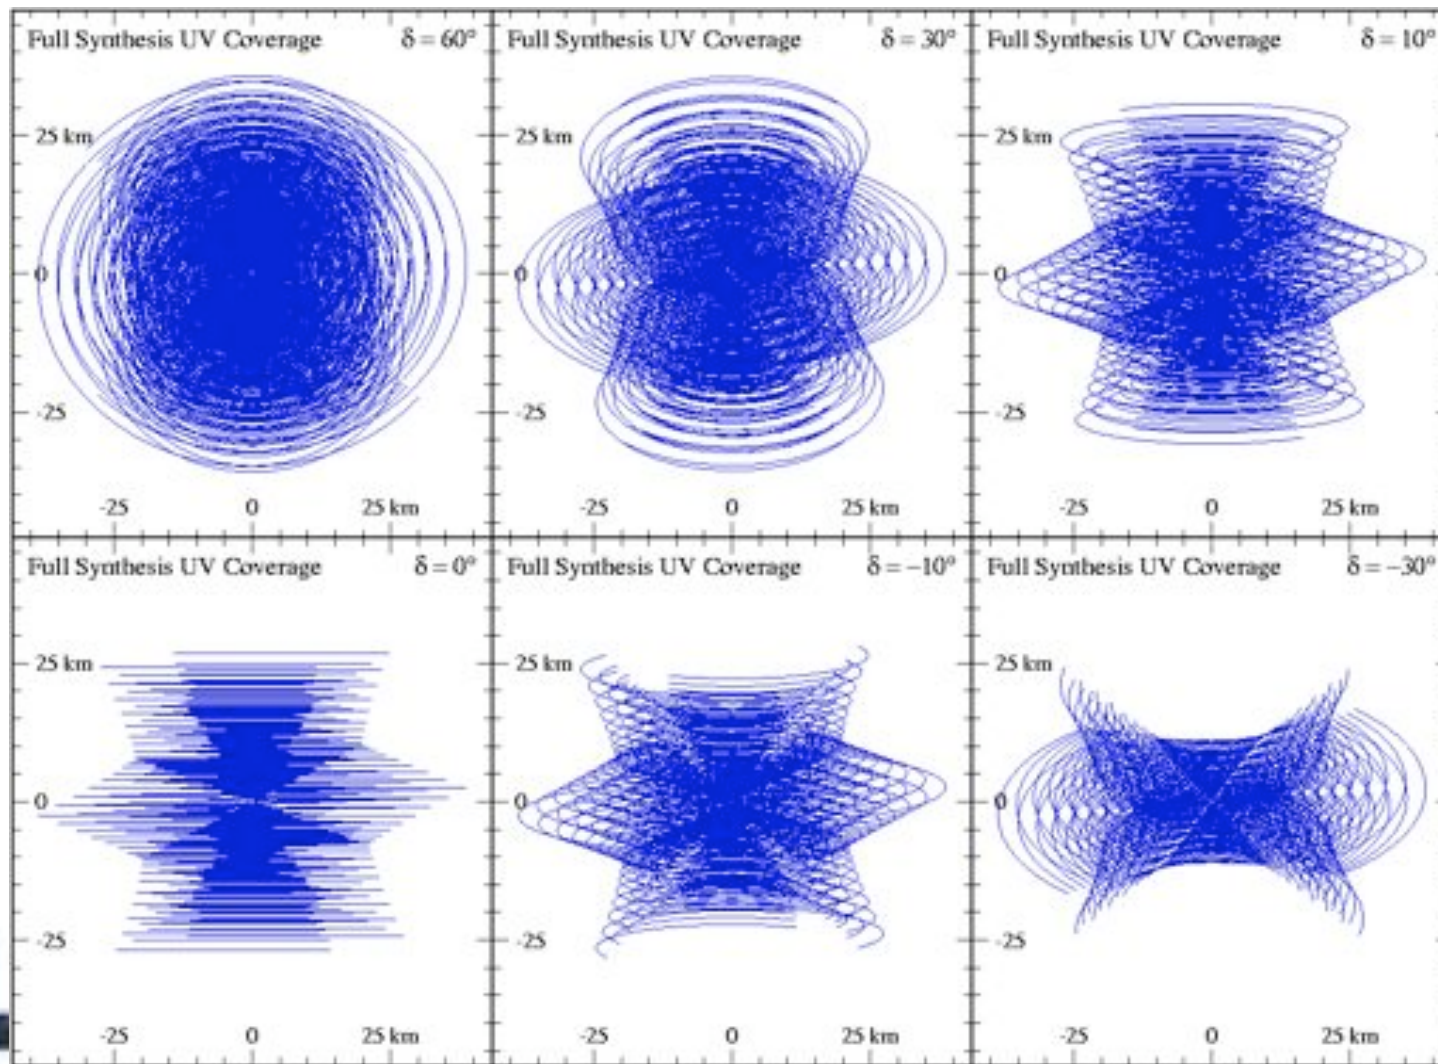 Full Synthesis UV Coverage δ = 60°
25 km
0
-25
-25 0 25 km
Full Synthesis UV Coverage δ = 30°
25 km
0
-25
-25 0 25 km
Full Synthesis UV Coverage δ = 10°
25 km
0
-25
-25 0 25 km
Full Synthesis UV Coverage δ = 0°
25 km
0
-25
-25 0 25 km
Full Synthesis UV Coverage δ = −10°
25 km
0
-25
-25 0 25 km
Full Synthesis UV Coverage δ = −30°
25 km
0
-25
-25 0 25 km